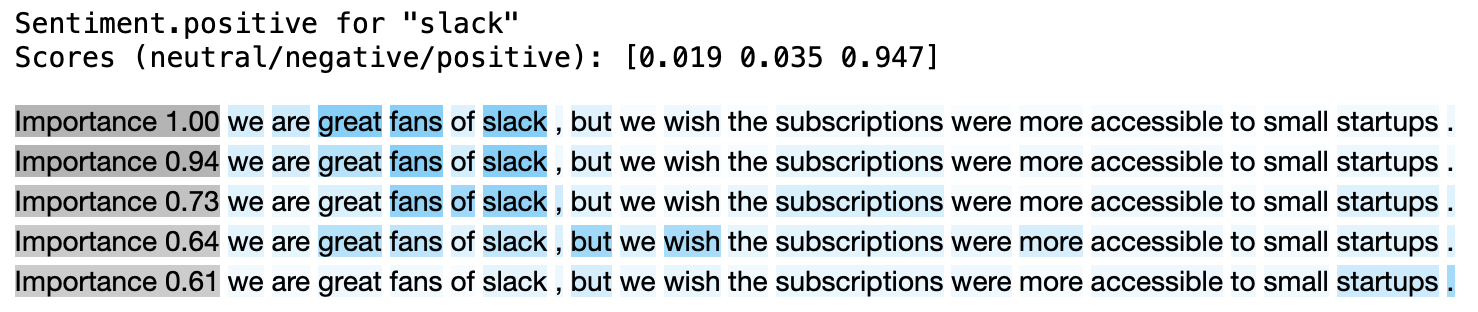 Sentiment.positive for "slack"
Scores (neutral/negative/positive): [0.019 0.035 0.947]
Importance 1.00 we are great fans of slack , but we wish the subscriptions were more accessible to small startups .
Importance 0.94 we are great fans of slack , but we wish the subscriptions were more accessible to small startups .
Importance 0.73 we are great fans of slack , but we wish the subscriptions were more accessible to small startups .
Importance 0.64 we are great fans of slack , but we wish the subscriptions were more accessible to small startups .
Importance 0.61 we are great fans of slack , but we wish the subscriptions were more accessible to small startups .